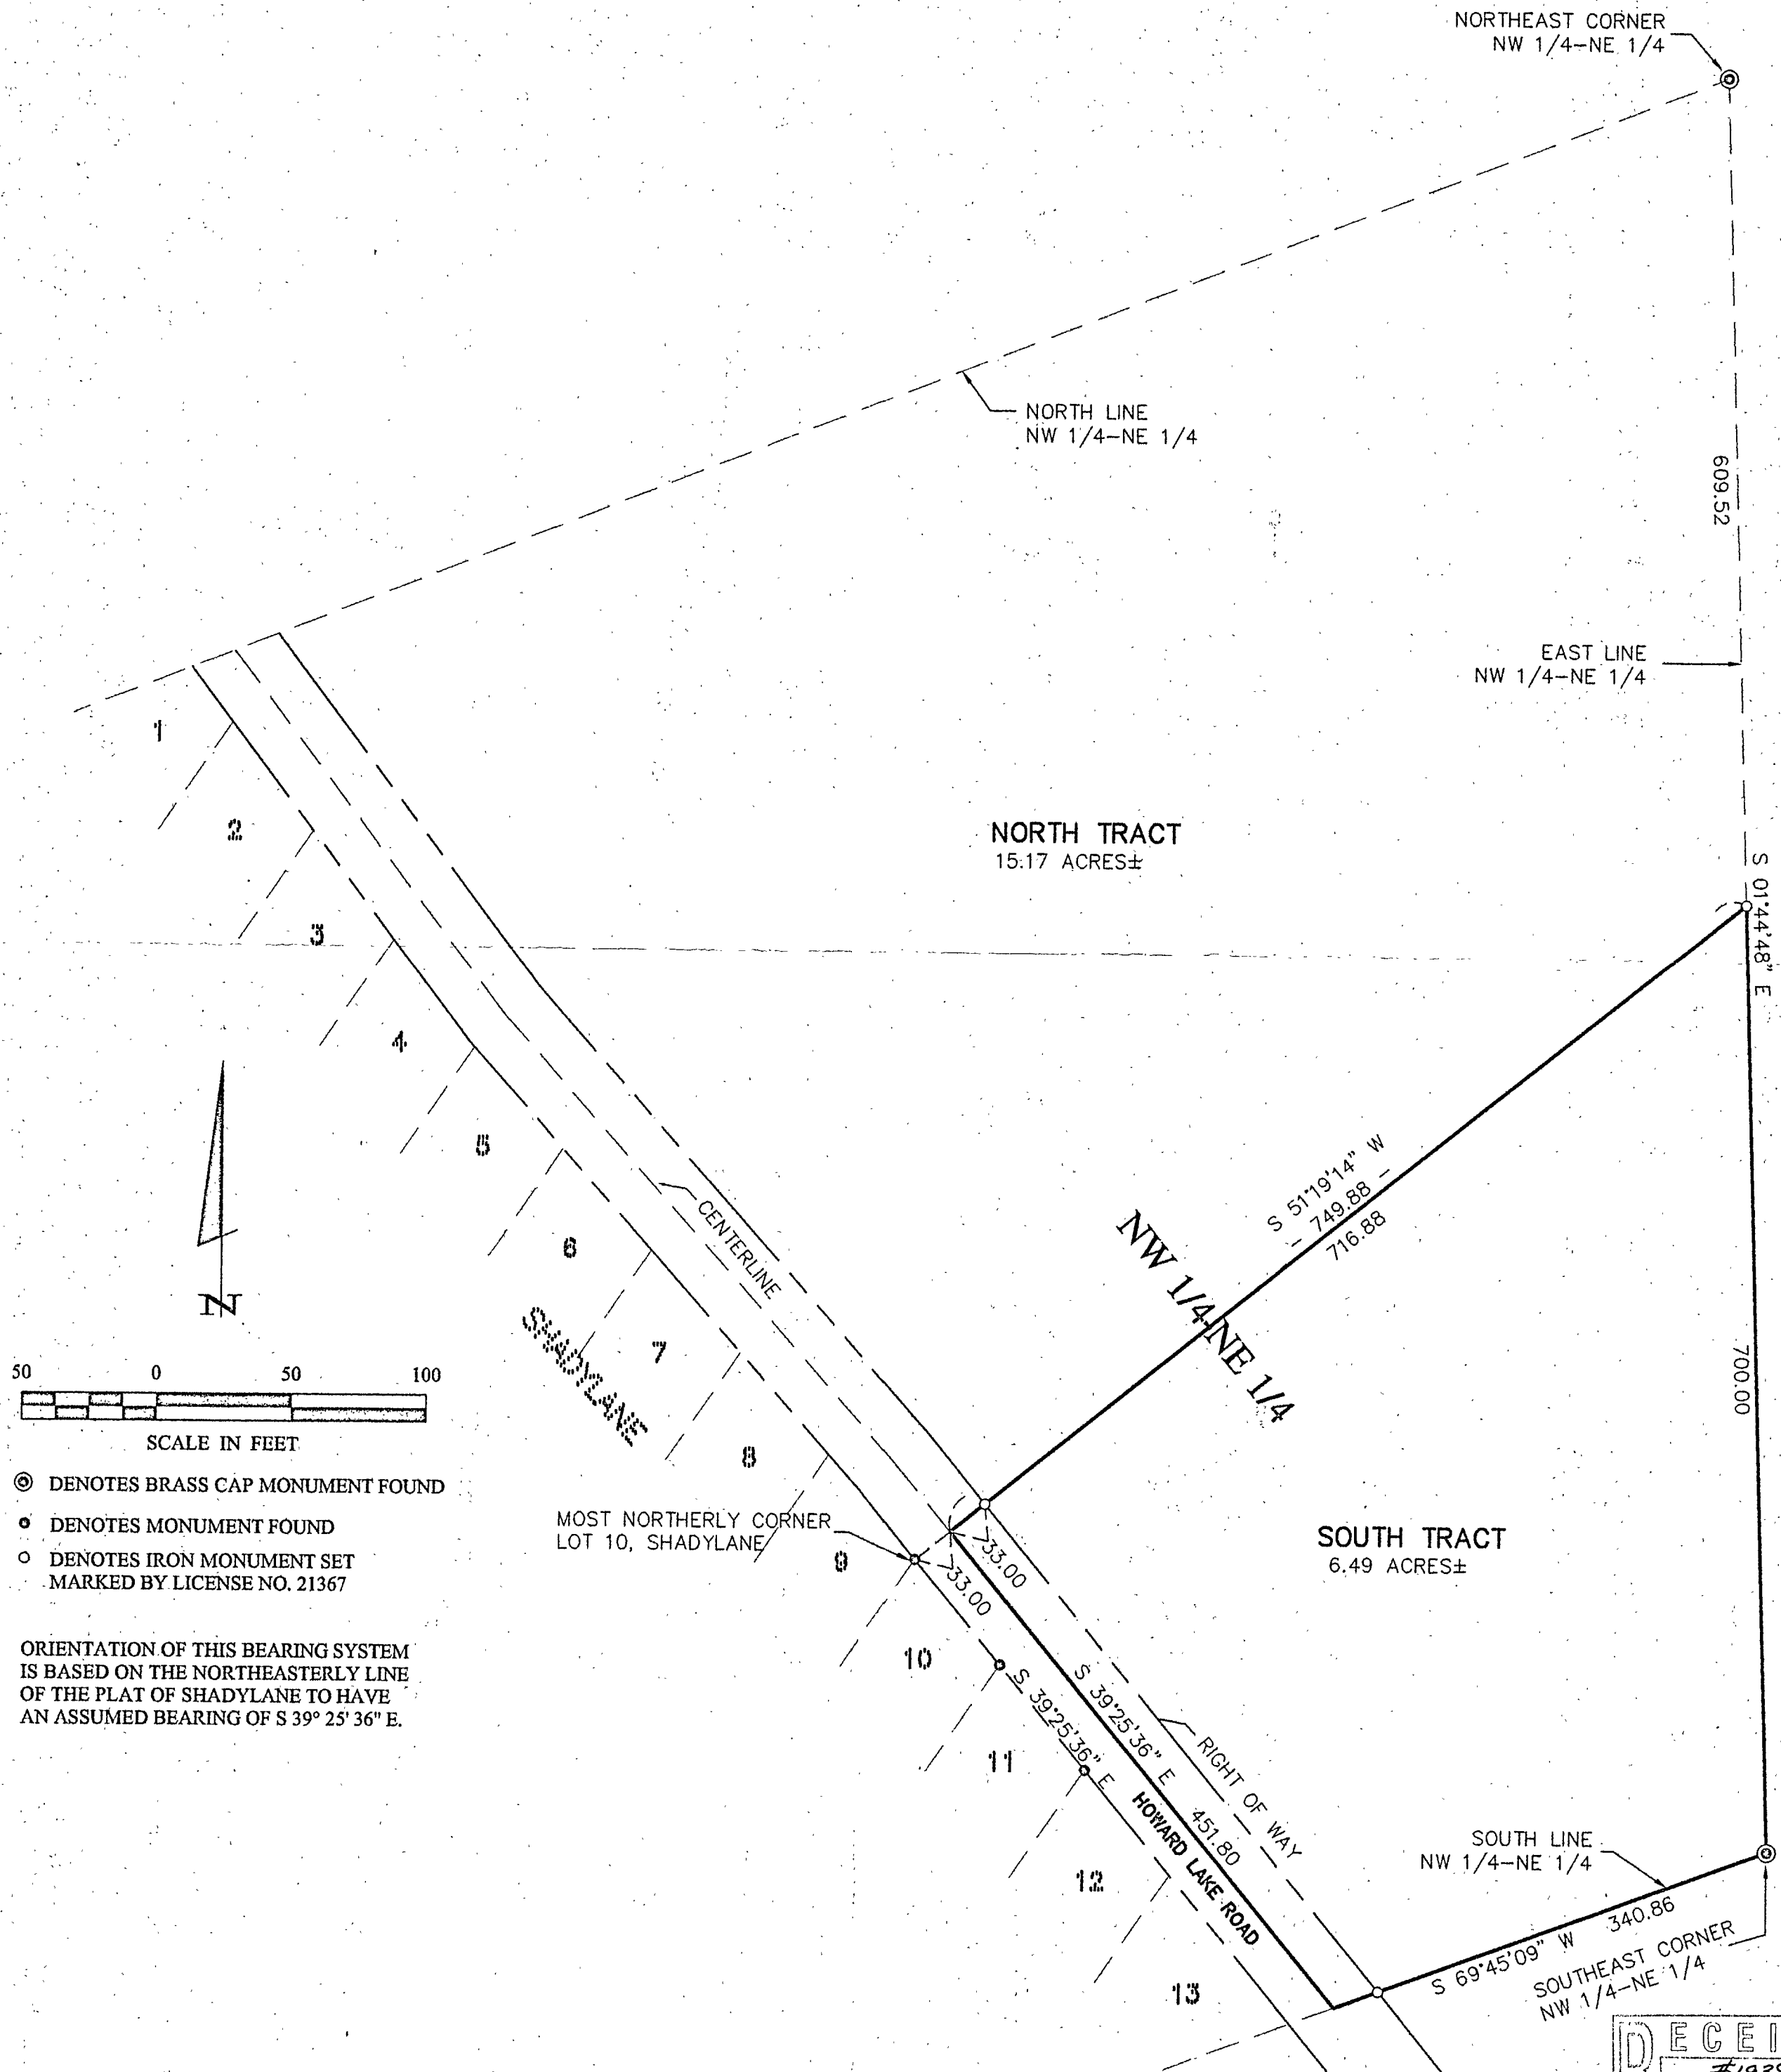 NORTHEAST CORNER
NW 1/4-NE 1/4
NORTH LINE
NW 1/4-NE 1/4
609.52
EAST LINE
NW 1/4-NE 1/4
1
2
3
4
5
6
7
8
9
10
11
12
13
NORTH TRACT
15.17 ACRES±
S 01°44'48" E
CENTERLINE
SHADYLANE
S 51°19'14" W
749.88
716.88
NW 1/4-NE 1/4
700.00
N
50 0 50 100
SCALE IN FEET
DENOTES BRASS CAP MONUMENT FOUND
DENOTES MONUMENT FOUND
DENOTES IRON MONUMENT SET
MARKED BY LICENSE NO. 21367
ORIENTATION OF THIS BEARING SYSTEM
IS BASED ON THE NORTHEASTERLY LINE
OF THE PLAT OF SHADYLANE TO HAVE
AN ASSUMED BEARING OF S 39° 25' 36" E.
MOST NORTHERLY CORNER
LOT 10, SHADYLANE
33.00
33.00
SOUTH TRACT
6.49 ACRES±
S 39°25'36" E
S 39°25'36" E
451.80
RIGHT OF WAY
HOWARD LAKE ROAD
SOUTH LINE
NW 1/4-NE 1/4
S 69°45'09" W 340.86
SOUTHEAST CORNER
NW 1/4-NE 1/4